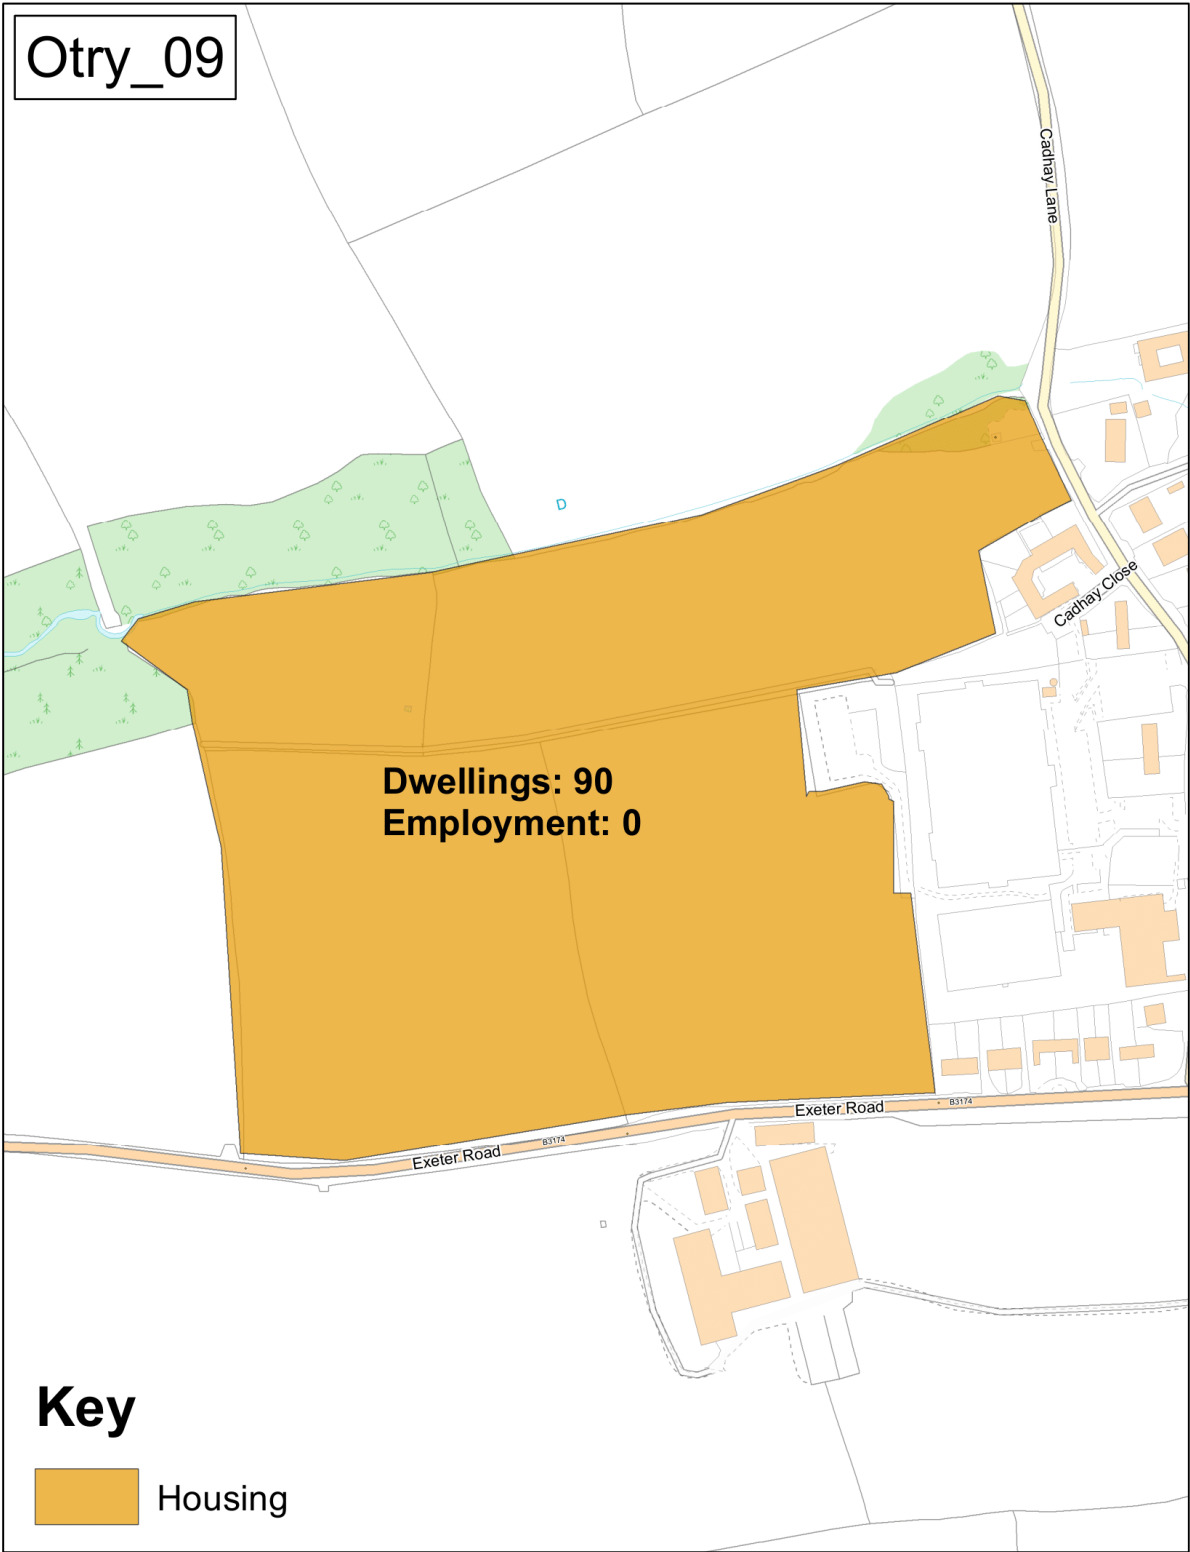 Otry_09
Cadhay Lane
D
Cadhay Close
Dwellings: 90
Employment: 0
Exeter Road
B3174
B3174
Exeter Road
Key
Housing